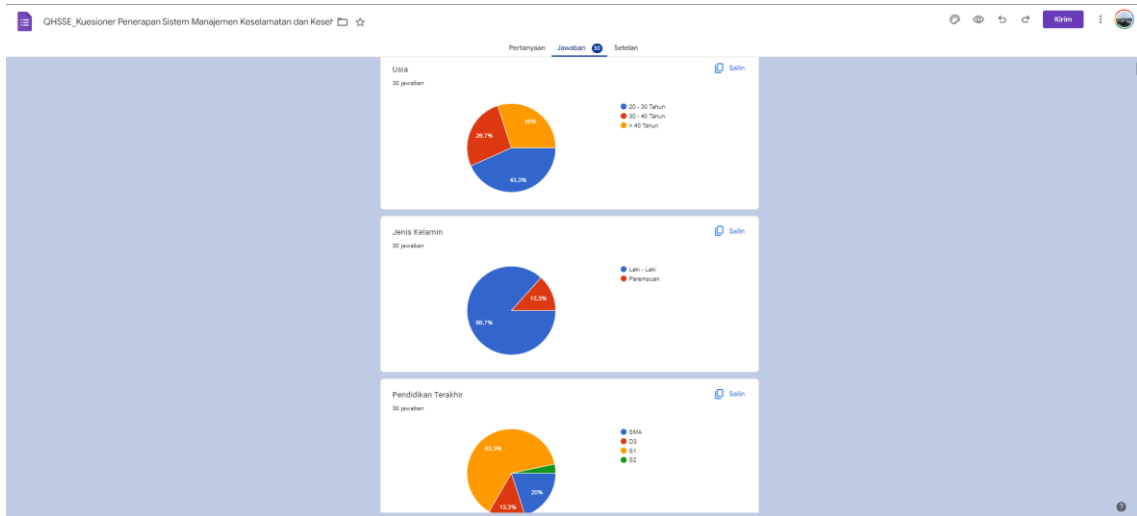 QHSSE_Kuesioner Penerapan Sistem Manajemen Keselamatan dan Keseh
Kirim
Pertanyaan Jawaban 30 Setelan
Usia
Salin
30 jawaban
20 - 30 Tahun
30 - 40 Tahun
> 40 Tahun
30%
26,7%
43,3%
Jenis Kelamin
Salin
30 jawaban
Laki - Laki
Perempuan
13,3%
86,7%
Pendidikan Terakhir
Salin
30 jawaban
SMA
D3
S1
S2
63,3%
20%
13,3%